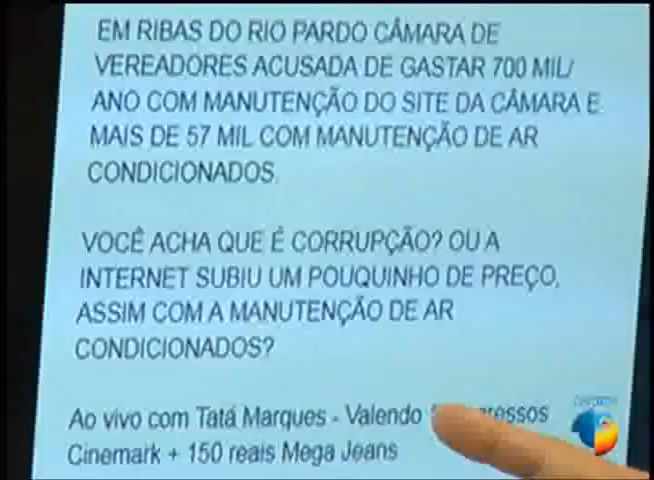 EM RIBAS DO RIO PARDO CÂMARA DE
VEREADORES ACUSADA DE GASTAR 700 MIL/
ANO COM MANUTENÇÃO DO SITE DA CÂMARA E
MAIS DE 57 MIL COM MANUTENÇÃO DE AR
CONDICIONADOS.
VOCÊ ACHA QUE É CORRUPÇÃO? OU A
INTERNET SUBIU UM POUQUINHO DE PREÇO,
ASSIM COM A MANUTENÇÃO DE AR
CONDICIONADOS?
Ao vivo com Tatá Marques - Valendo
Cinemark + 150 reais Mega Jeans